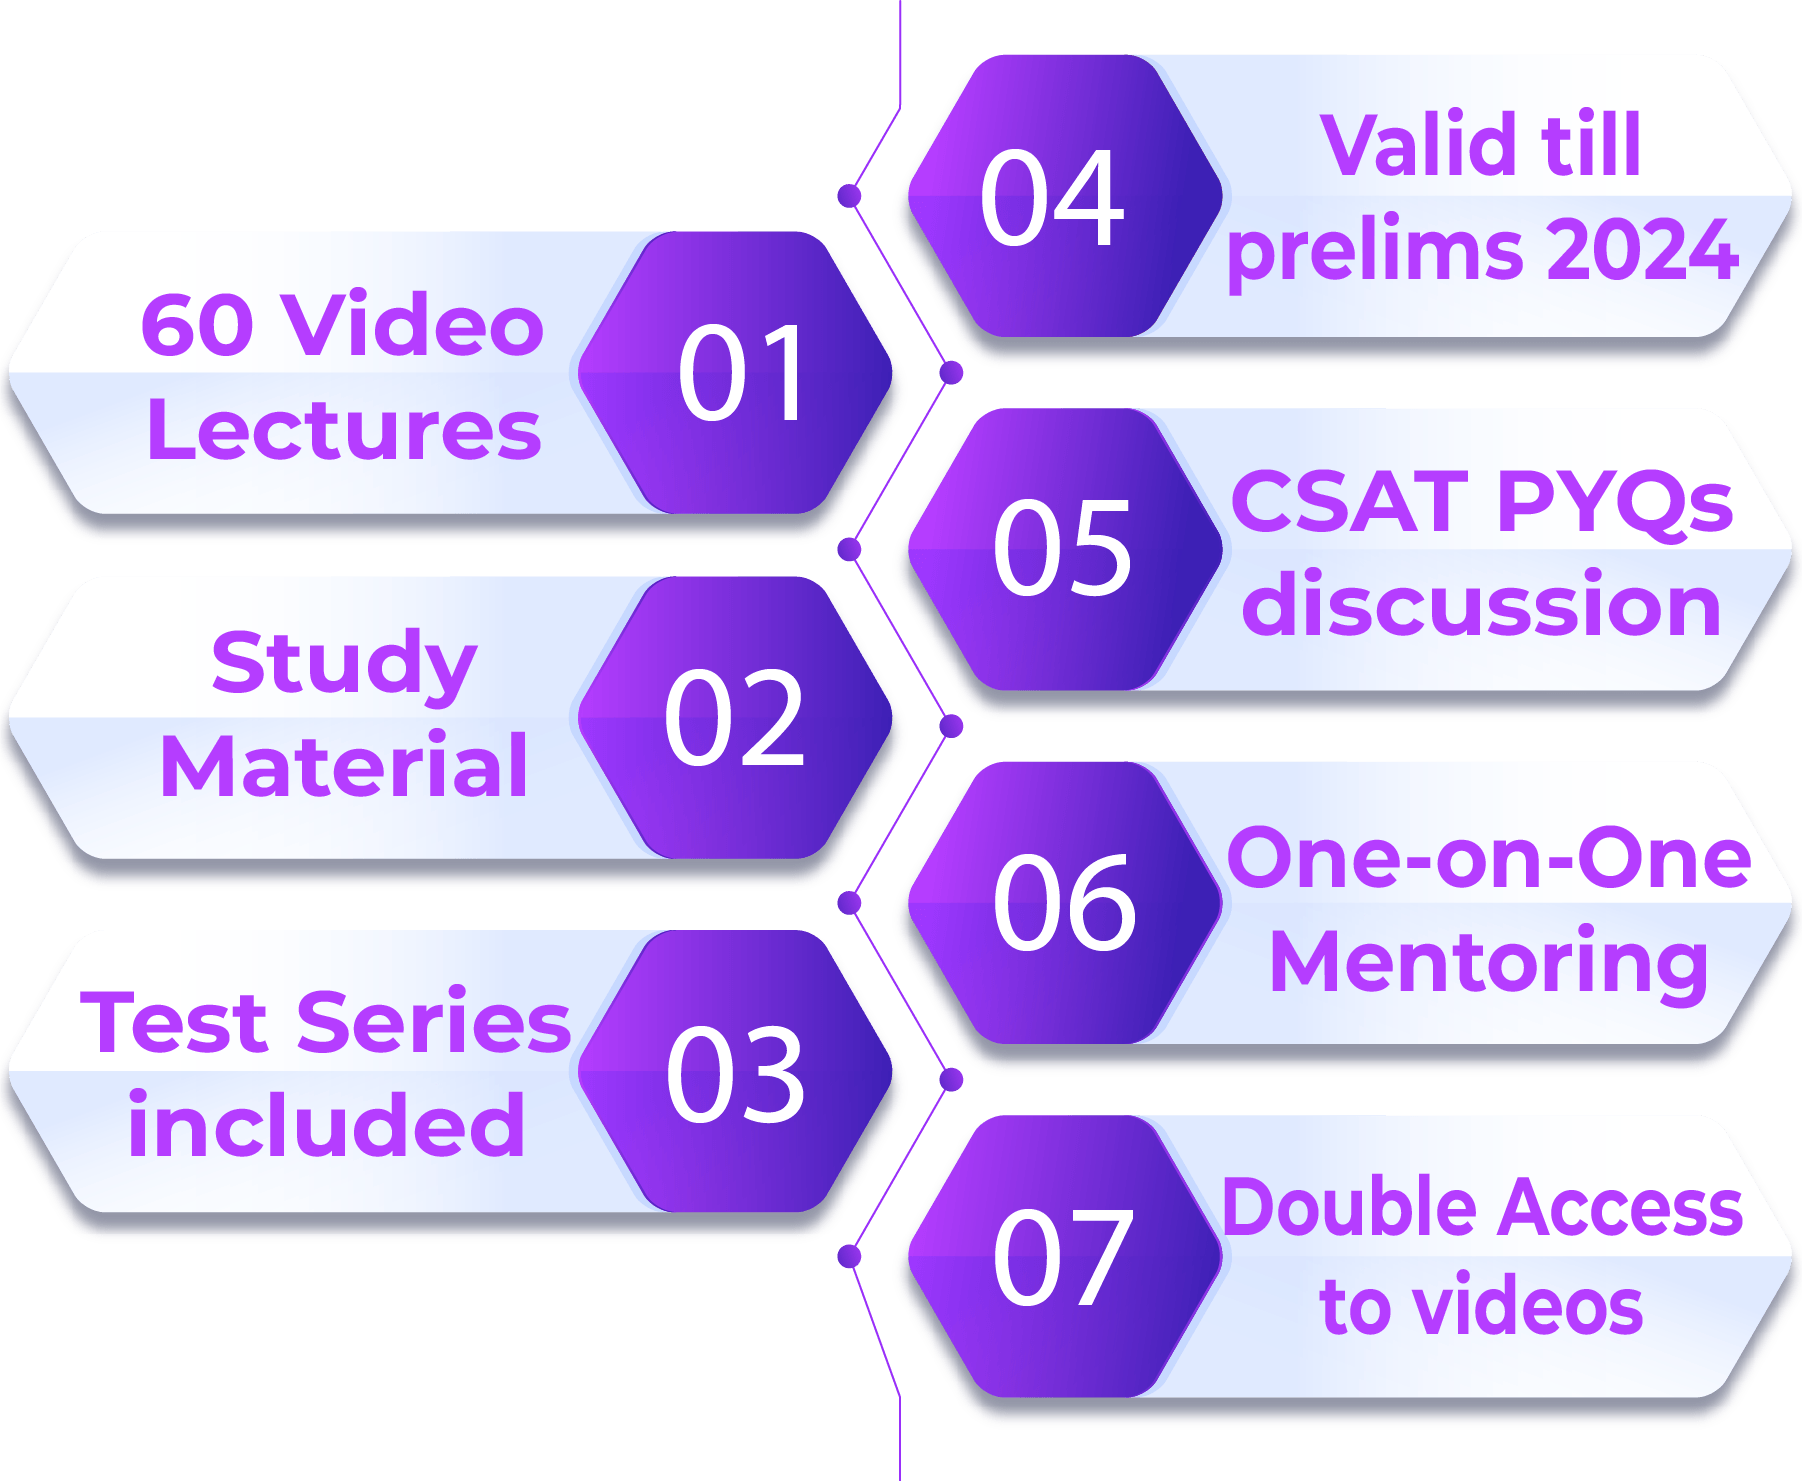 60 Video
Lectures
01
Study
Material
02
Test Series
included
03
04
Valid till
prelims 2024
05
CSAT PYQs
discussion
06
One-on-One
Mentoring
07
Double Access
to videos